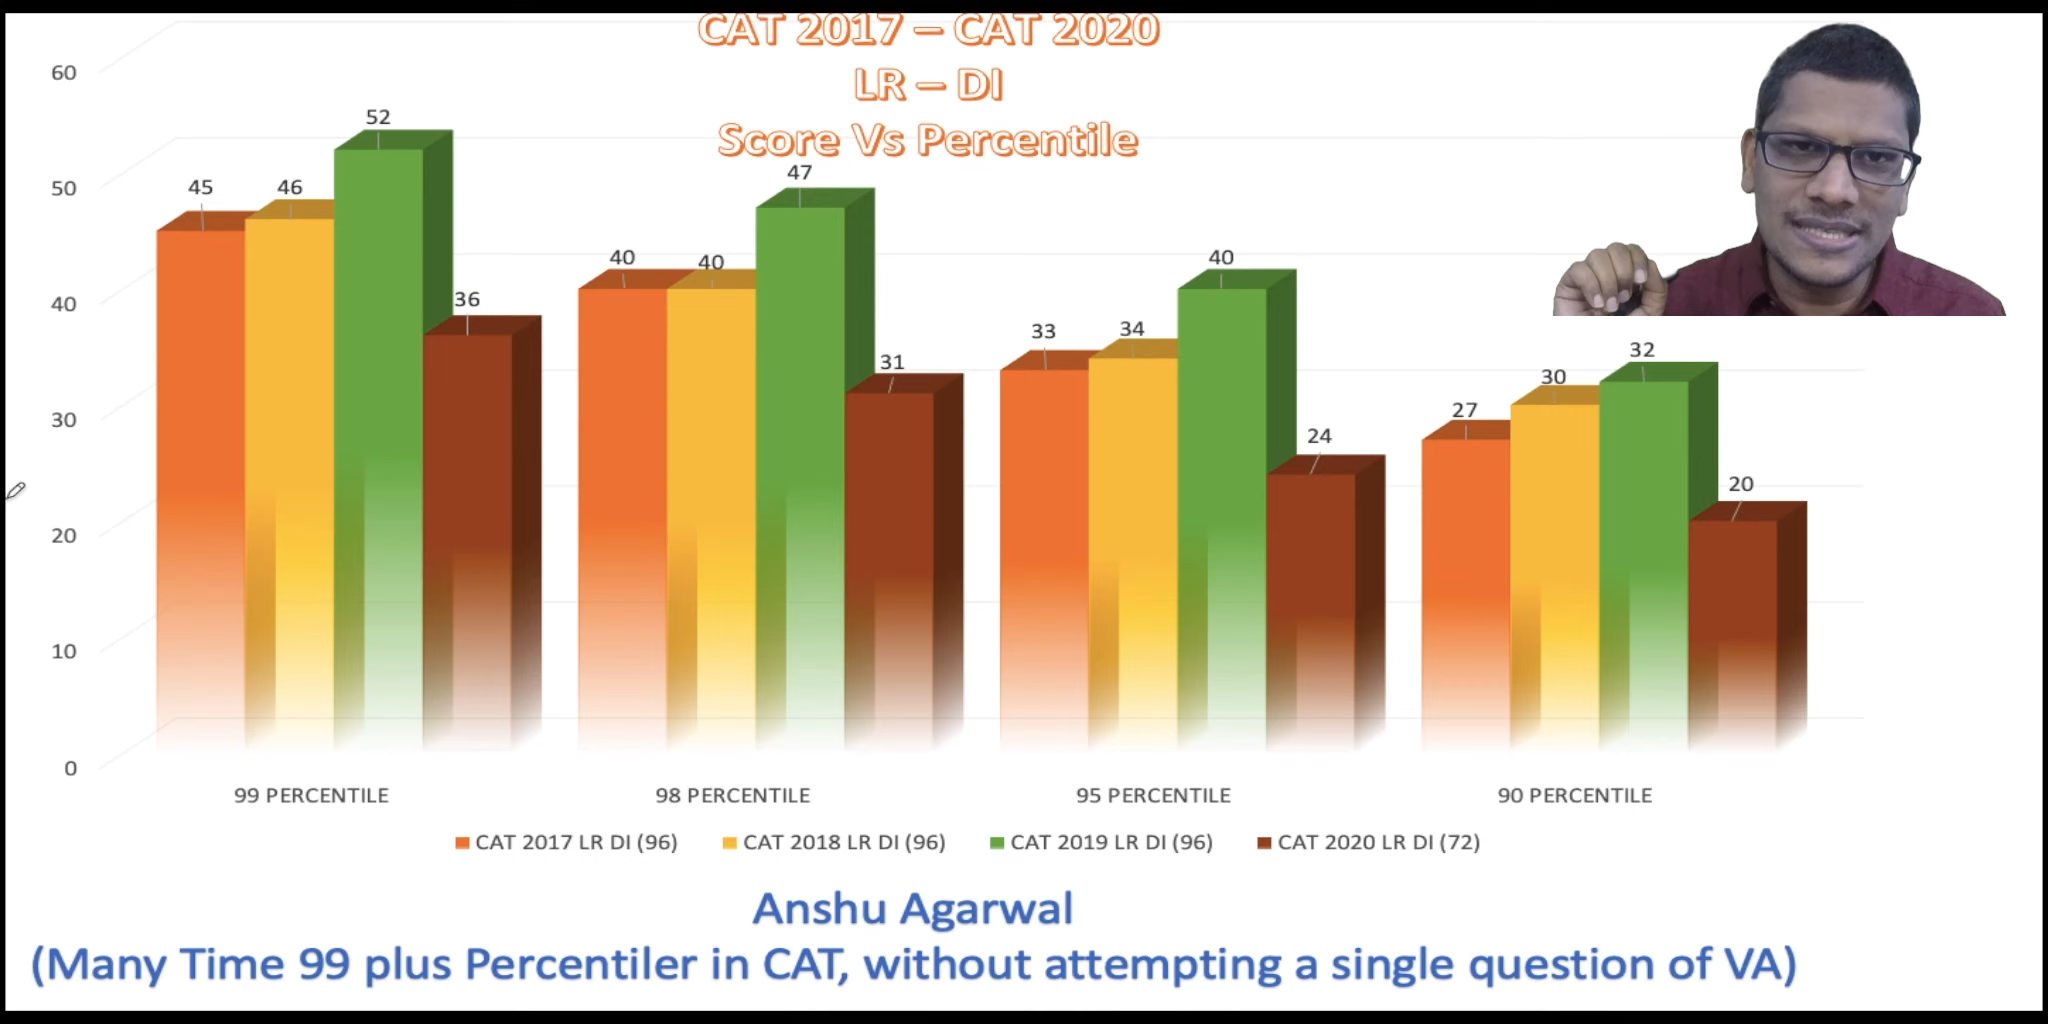 CAT 2017 – CAT 2020
LR – DI
Score Vs Percentile
60
50
40
30
20
10
0
45
46
52
36
40
40
47
31
33
34
40
24
27
30
32
20
99 PERCENTILE
98 PERCENTILE
95 PERCENTILE
90 PERCENTILE
CAT 2017 LR DI (96)
CAT 2018 LR DI (96)
CAT 2019 LR DI (96)
CAT 2020 LR DI (72)
Anshu Agarwal
(Many Time 99 plus Percentiler in CAT, without attempting a single question of VA)